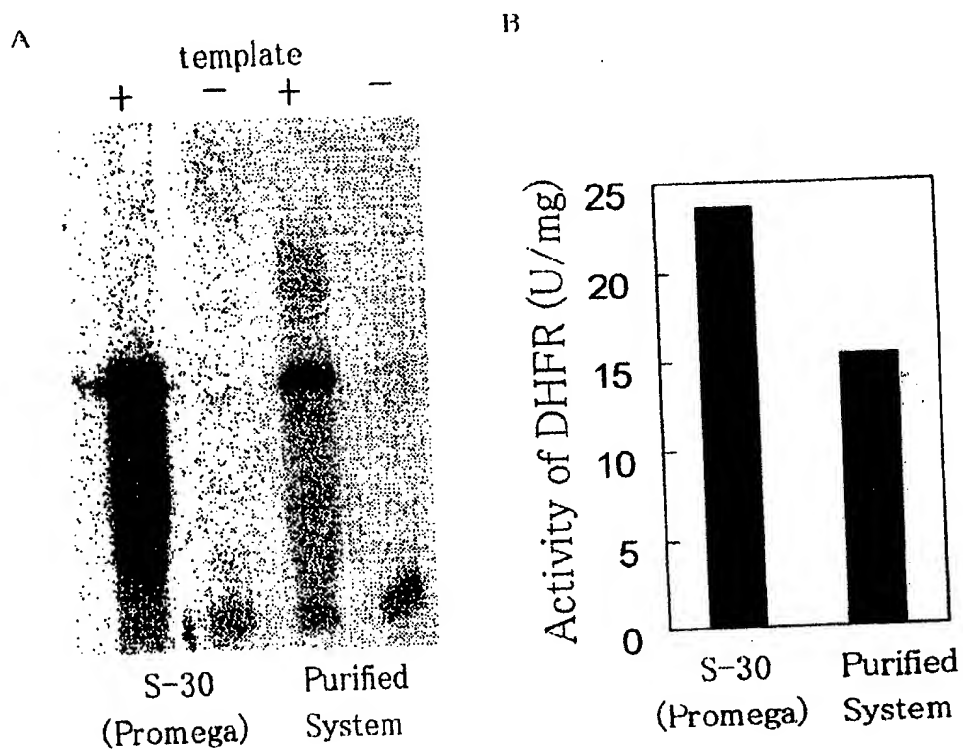 A
template
+ − + −
S-30
(Promega)
Purified
System
B
Activity of DHFR (U/mg)
25
20
15
10
5
0
S-30
(Promega)
Purified
System